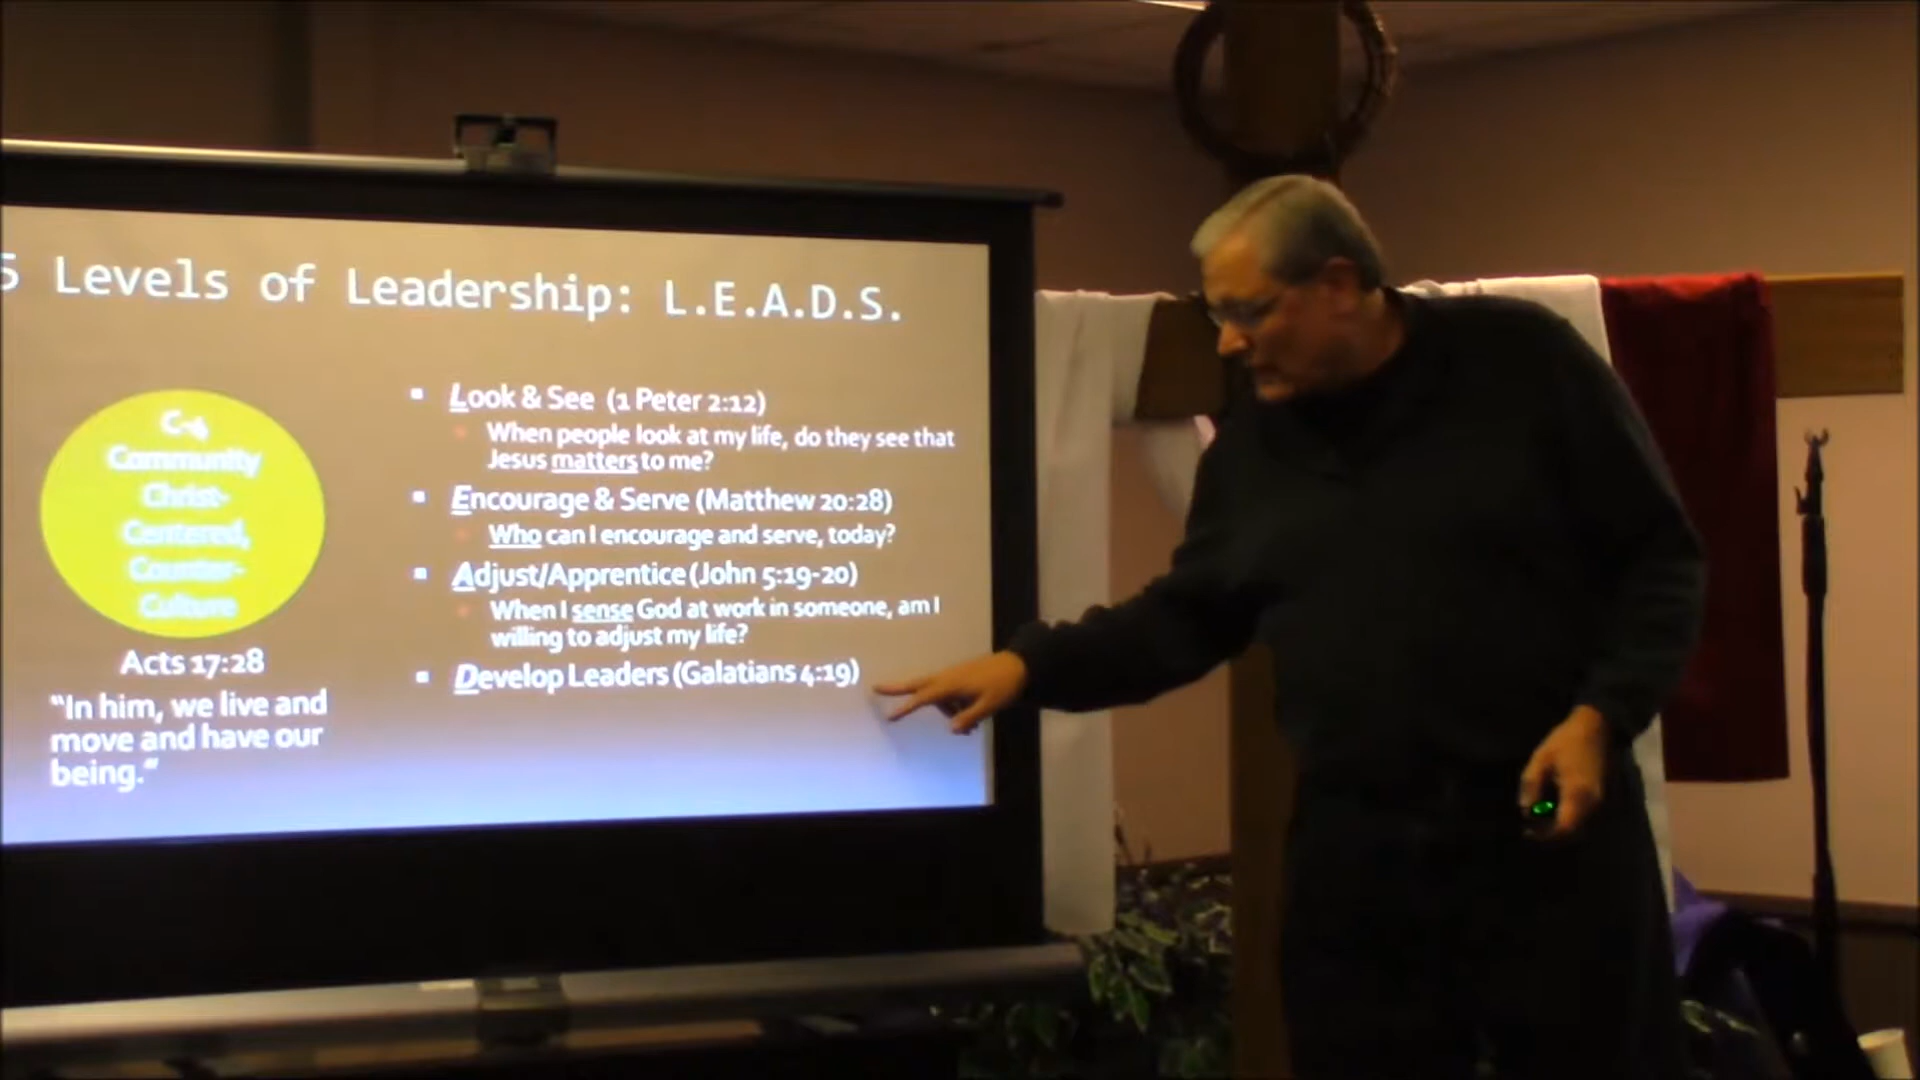 5 Levels of Leadership: L.E.A.D.S.
C-4
Community
Christ-
Centered,
Counter-
Culture
Acts 17:28
“In him, we live and
move and have our
being.“
Look & See (1 Peter 2:12)
When people look at my life, do they see that
Jesus matters to me?
Encourage & Serve (Matthew 20:28)
Who can I encourage and serve, today?
Adjust/Apprentice (John 5:19-20)
When I sense God at work in someone, am I
willing to adjust my life?
Develop Leaders (Galatians 4:19)